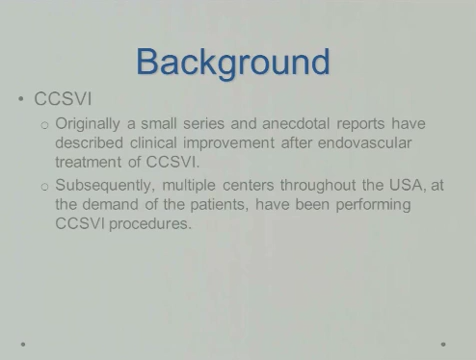 Background
• CCSVI
o Originally a small series and anecdotal reports have
described clinical improvement after endovascular
treatment of CCSVI.
o Subsequently, multiple centers throughout the USA, at
the demand of the patients, have been performing
CCSVI procedures.